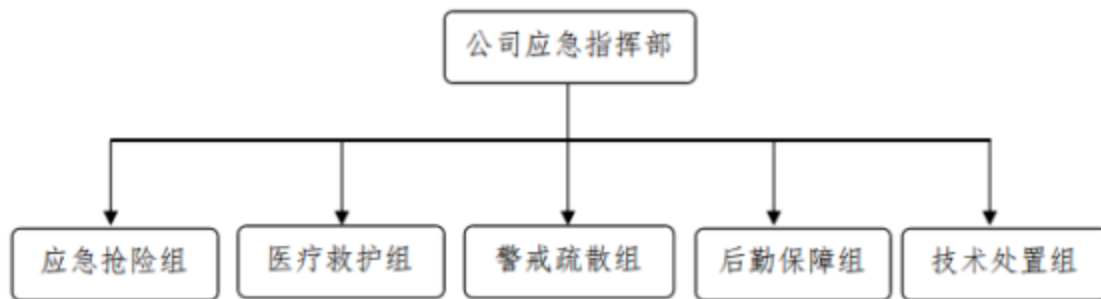 公司应急指挥部
应急抢险组
医疗救护组
警戒疏散组
后勤保障组
技术处置组